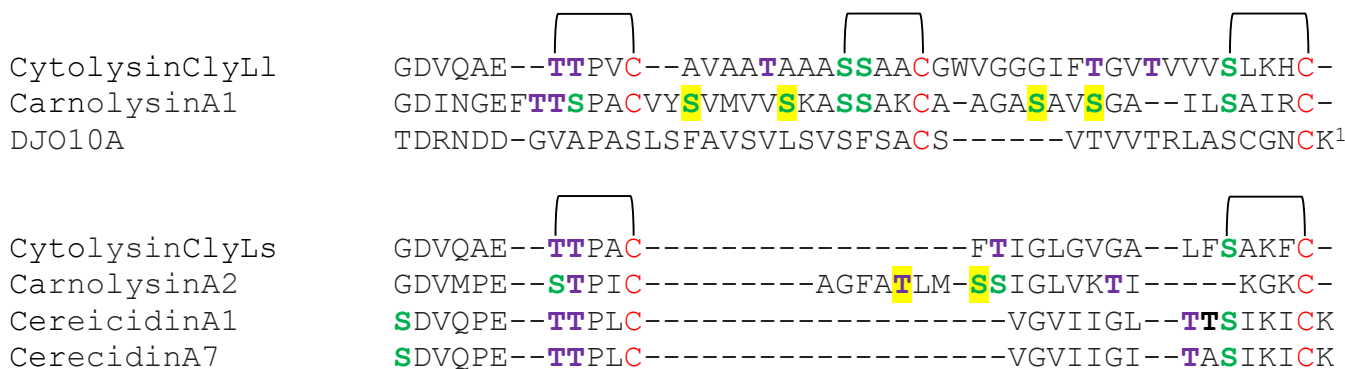 CytolysinClyLl GDVQAE--TTPVC--AVAATAAASSAACGWVGGGIFTGVTVVVSLKHC-
CarnolysinA1 GDINGEFTTSPACVYSVMVVSKASSAKCA-AGASAVSGA--ILSAIRC-
DJO10A TDRNDD-GVAPASLSFAVSVLSVSFSACS------VTVVTRLASCGNCK¹
CytolysinClyLs GDVQAE--TTPAC-----------------FTIGLGVGA--LFSAKFC-
CarnolysinA2 GDVMPE--STPIC---------AGFATLM-SSIGLVKTI-----KGKC-
CereicidinA1 SDVQPE--TTPLC-------------------VGVIIGL--TTSIKICK
CerecidinA7 SDVQPE--TTPLC-------------------VGVIIGI--TASIKICK